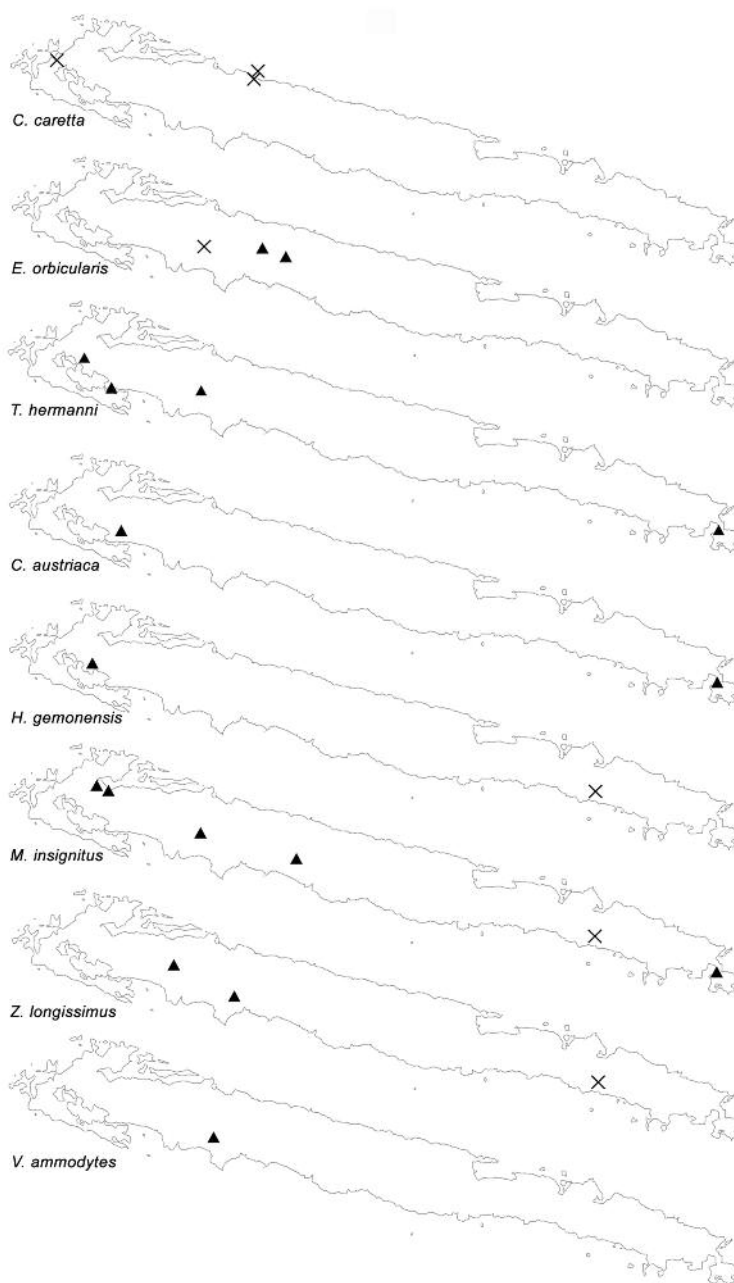 C. caretta
E. orbicularis
T. hermanni
C. austriaca
H. gemonensis
M. insignitus
Z. longissimus
V. ammodytes